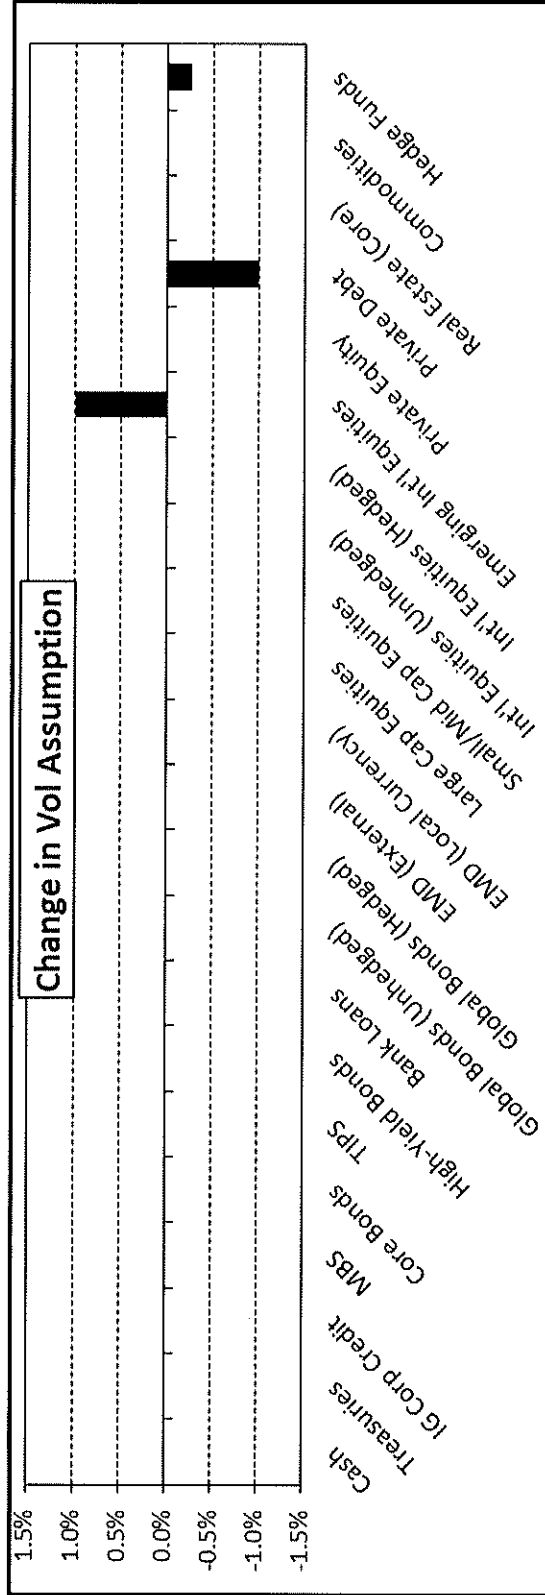 Change in Vol Assumption
1.5%
1.0%
0.5%
0.0%
-0.5%
-1.0%
-1.5%
Cash
Treasuries
IG Corp Credit
MBS
Core Bonds
TIPS
High-Yield Bonds
Bank Loans
Global Bonds (Unhedged)
Global Bonds (Hedged)
EMD (External)
EMD (Local Currency)
Large Cap Equities
Small/Mid Cap Equities
Int'l Equities (Unhedged)
Int'l Equities (Hedged)
Emerging Int'l Equities
Private Equity
Private Debt
Real Estate (Core)
Commodities
Hedge Funds